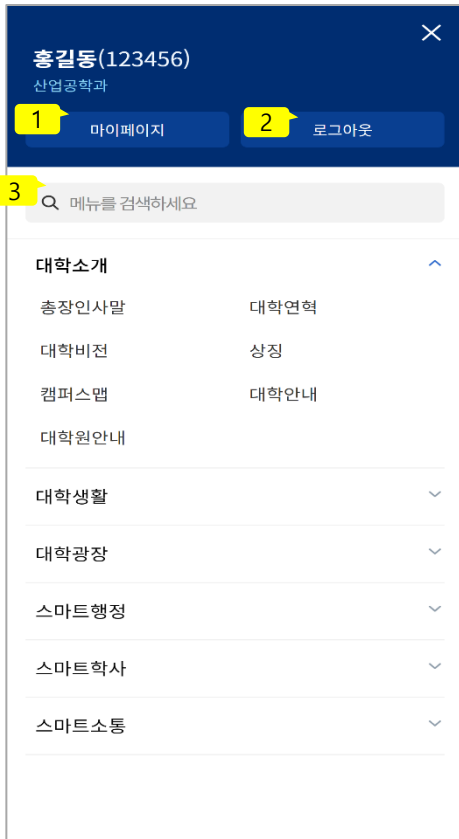 홍길동(123456)
산업공학과
1 마이페이지 2 로그아웃
3 메뉴를 검색하세요
대학소개
총장인사말 대학연혁
대학비전 상징
캠퍼스맵 대학안내
대학원안내
대학생활
대학광장
스마트행정
스마트학사
스마트소통